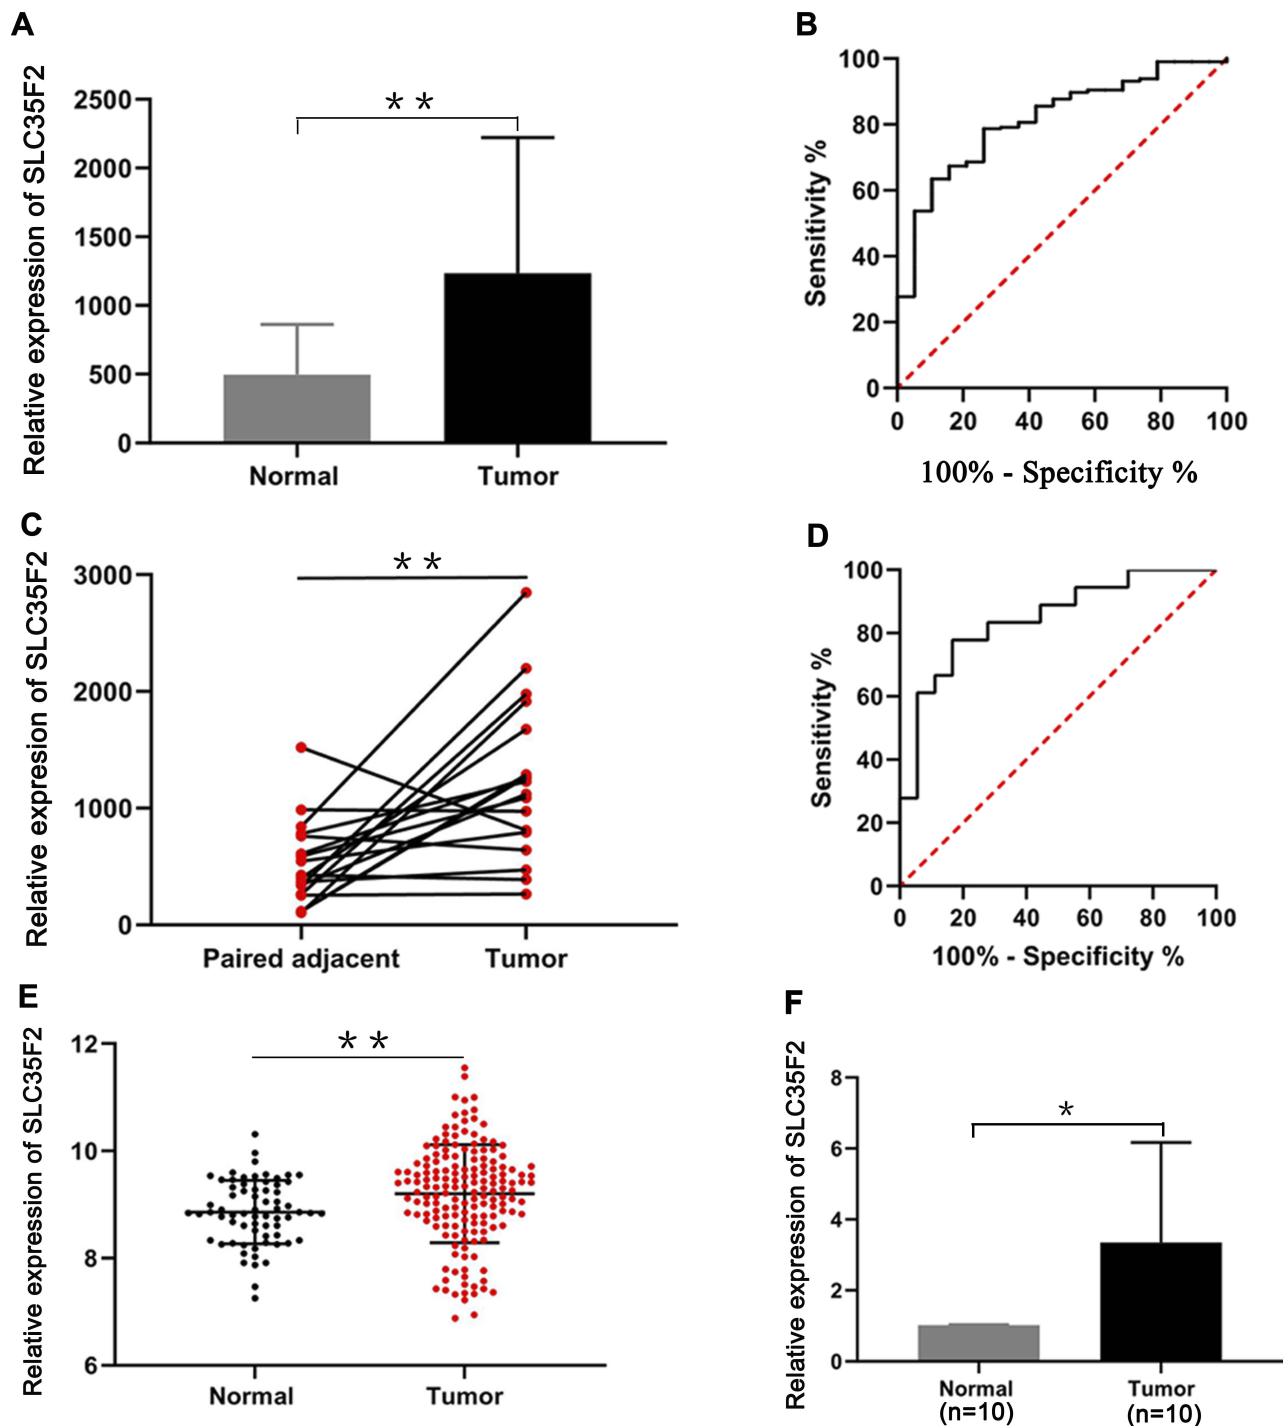 A
Relative expression of SLC35F2
2500
2000
1500
1000
500
0
**
Normal
Tumor
B
Sensitivity %
100
80
60
40
20
0
0 20 40 60 80 100
100% - Specificity %
C
Relative expresion of SLC35F2
3000
2000
1000
0
**
Paired adjacent
Tumor
D
Sensitivity %
100
80
60
40
20
0
0 20 40 60 80 100
100% - Specificity %
E
Relative expression of SLC35F2
12
10
8
6
**
Normal
Tumor
F
Relative expression of SLC35F2
8
6
4
2
0
*
Normal
(n=10)
Tumor
(n=10)